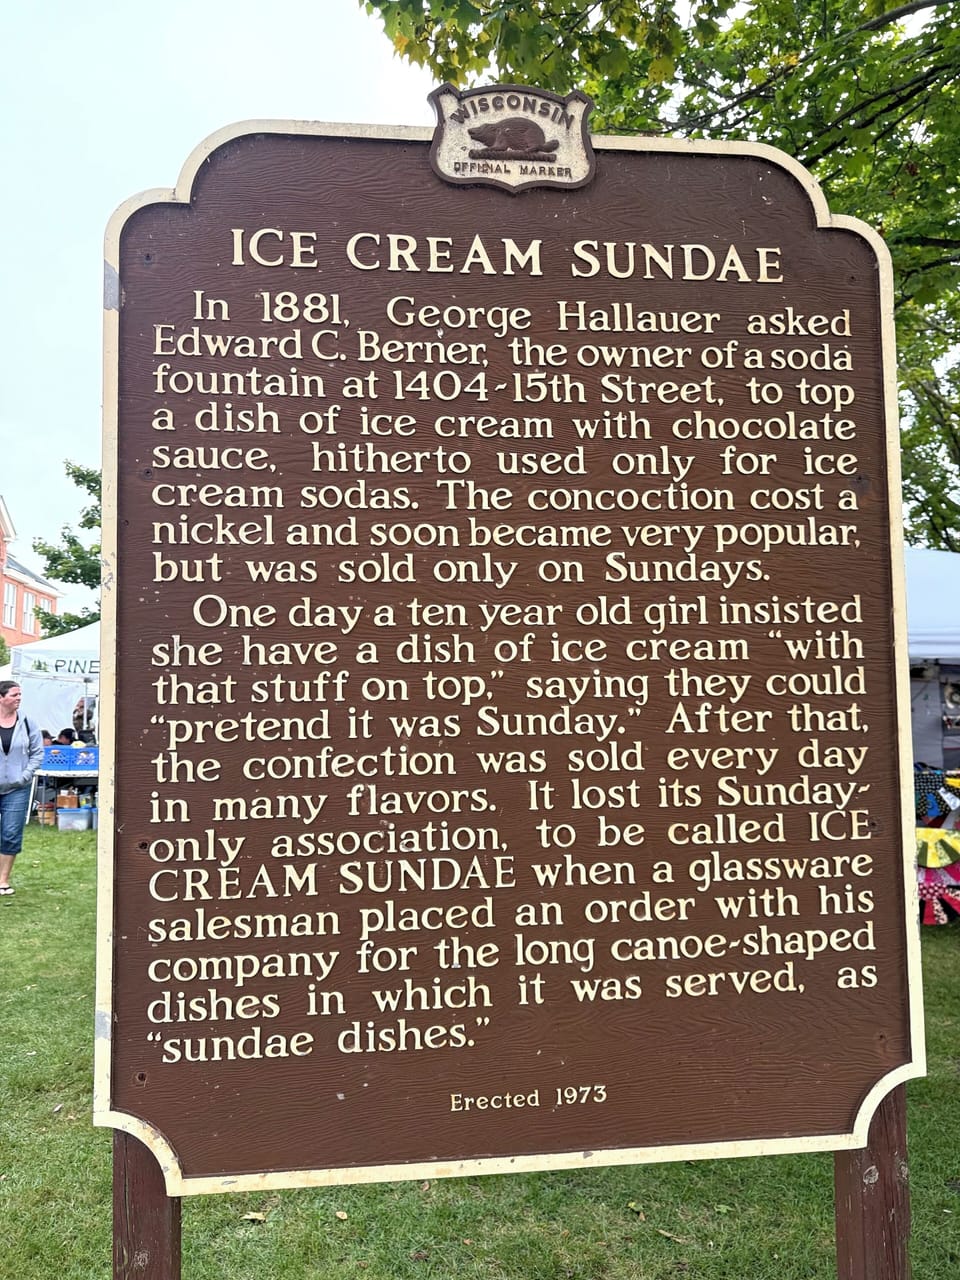 WISCONSIN
OFFICIAL MARKER
ICE CREAM SUNDAE
In 1881, George Hallauer asked
Edward C. Berner, the owner of a soda
fountain at 1404-15th Street, to top
a dish of ice cream with chocolate
sauce, hitherto used only for ice
cream sodas. The concoction cost a
nickel and soon became very popular,
but was sold only on Sundays.
One day a ten year old girl insisted
she have a dish of ice cream “with
that stuff on top,” saying they could
“pretend it was Sunday.” After that,
the confection was sold every day
in many flavors. It lost its Sunday-
only association, to be called ICE
CREAM SUNDAE when a glassware
salesman placed an order with his
company for the long canoe-shaped
dishes in which it was served, as
“sundae dishes.”
Erected 1973
PINE